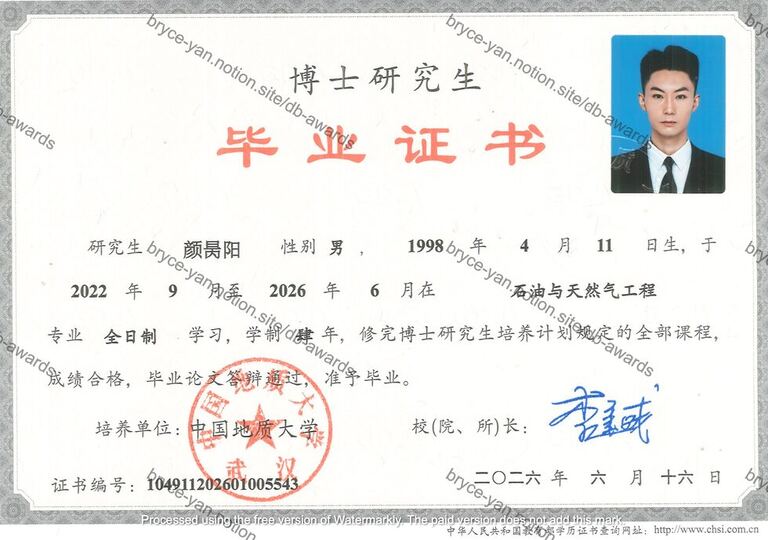 博士研究生
毕业证书
研究生 颜昺阳 性别 男 ， 1998 年 4 月 11 日生，于
2022 年 9 月至 2026 年 6 月在 石油与天然气工程
专业 全日制 学习，学制 肆 年，修完博士研究生培养计划规定的全部课程，
成绩合格，毕业论文答辩通过，准予毕业。
培养单位：中国地质大学 校(院、所)长：
中国地质大学
武汉
证书编号：104911202601005543 二〇二六 年 六 月 十六 日
中华人民共和国教育部学历证书查询网址：http://www.chsi.com.cn
Processed using the free version of Watermarkly. The paid version does not add this mark.
bryce-yan.notion.site/db-awards